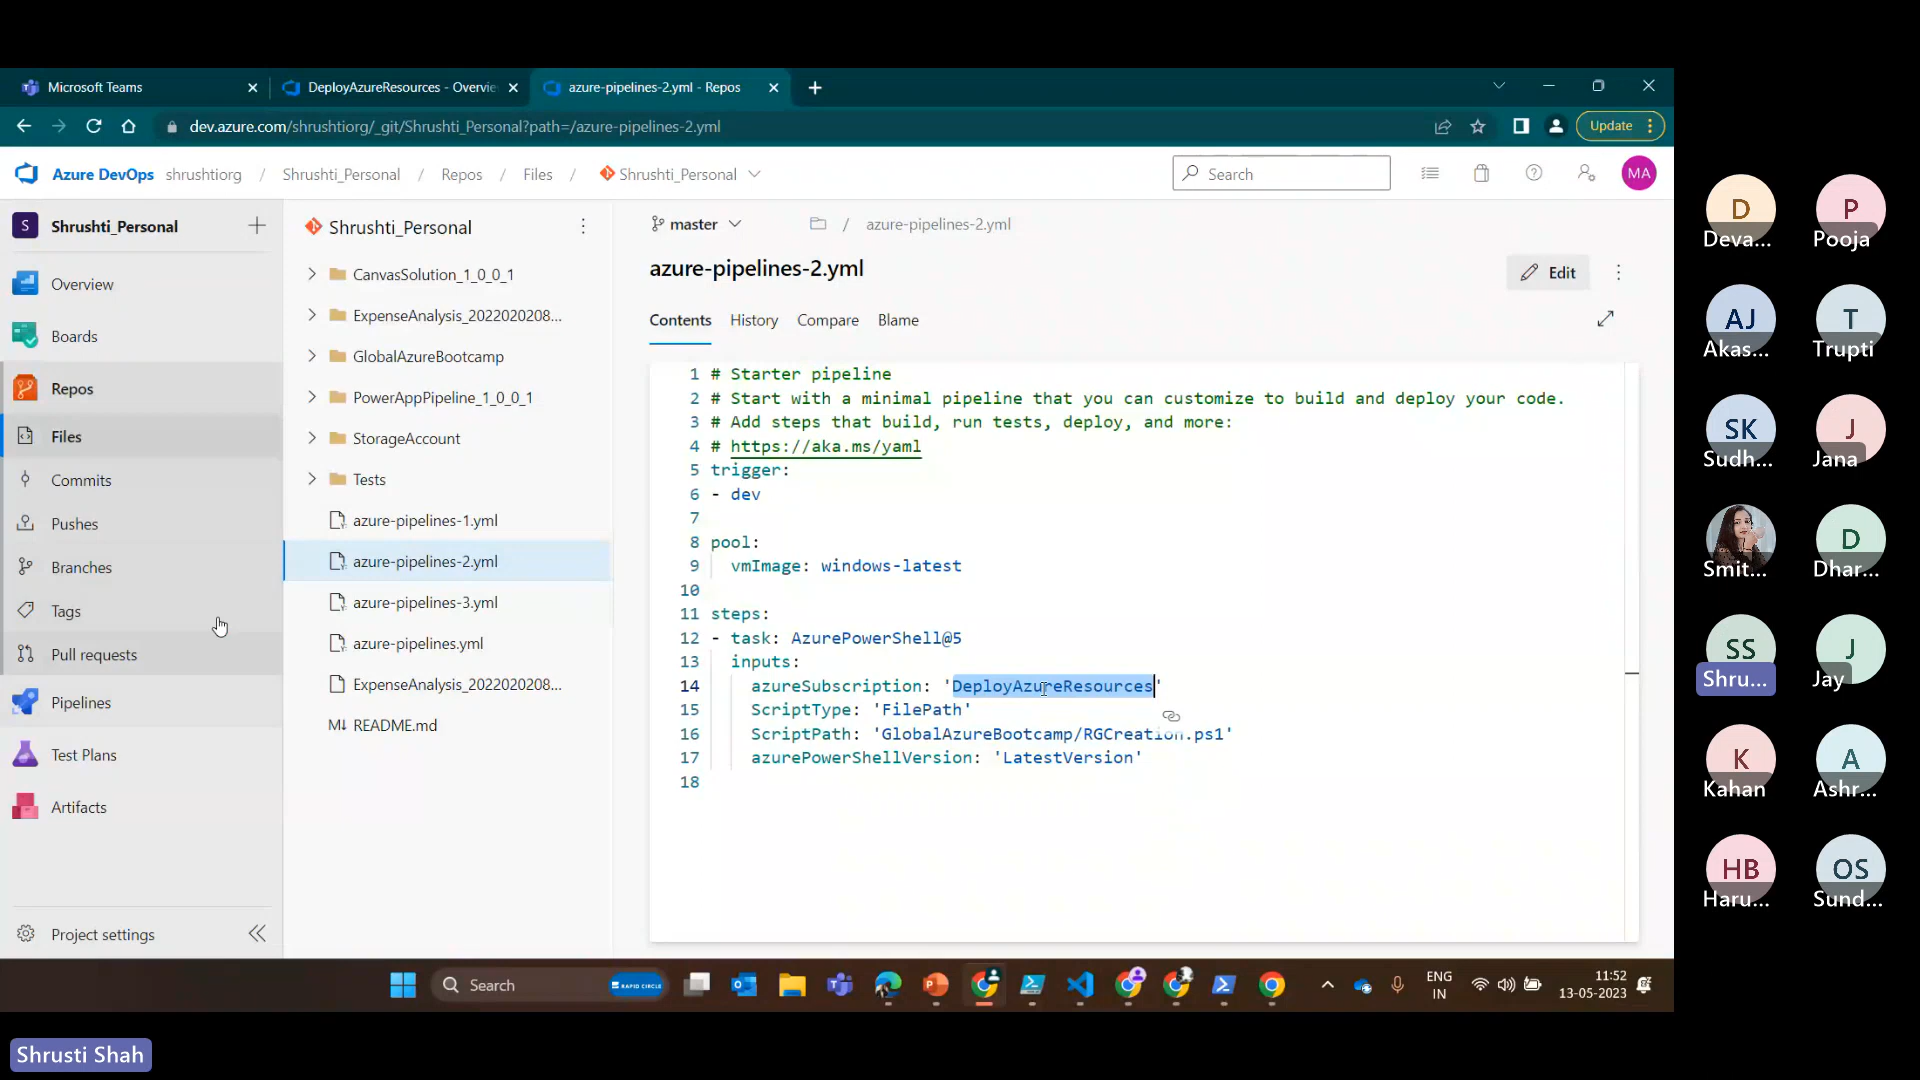 Microsoft Teams
DeployAzureResources - Overvie
azure-pipelines-2.yml - Repos
dev.azure.com/shrushtiorg/_git/Shrushti_Personal?path=/azure-pipelines-2.yml
Update
Azure DevOps shrushtiorg / Shrushti_Personal / Repos / Files / Shrushti_Personal
Search
MA
S Shrushti_Personal
Overview
Boards
Repos
Files
Commits
Pushes
Branches
Tags
Pull requests
Pipelines
Test Plans
Artifacts
Project settings
Shrushti_Personal
CanvasSolution_1_0_0_1
ExpenseAnalysis_2022020208...
GlobalAzureBootcamp
PowerAppPipeline_1_0_0_1
StorageAccount
Tests
azure-pipelines-1.yml
azure-pipelines-2.yml
azure-pipelines-3.yml
azure-pipelines.yml
ExpenseAnalysis_2022020208...
M↓ README.md
master / azure-pipelines-2.yml
azure-pipelines-2.yml
Edit
Contents History Compare Blame
1 # Starter pipeline
2 # Start with a minimal pipeline that you can customize to build and deploy your code.
3 # Add steps that build, run tests, deploy, and more:
4 # https://aka.ms/yaml
5 trigger:
6 - dev
7
8 pool:
9 vmImage: windows-latest
10
11 steps:
12 - task: AzurePowerShell@5
13 inputs:
14 azureSubscription: 'DeployAzureResources'
15 ScriptType: 'FilePath'
16 ScriptPath: 'GlobalAzureBootcamp/RGCreation.ps1'
17 azurePowerShellVersion: 'LatestVersion'
18
Search
RAPID CIRCLE
ENG
IN
11:52
13-05-2023
D
Deva...
P
Pooja
AJ
Akas...
T
Trupti
SK
Sudh...
J
Jana
Smit...
D
Dhar...
SS
Shru...
J
Jay
K
Kahan
A
Ashr...
HB
Haru...
OS
Sund...
Shrusti Shah